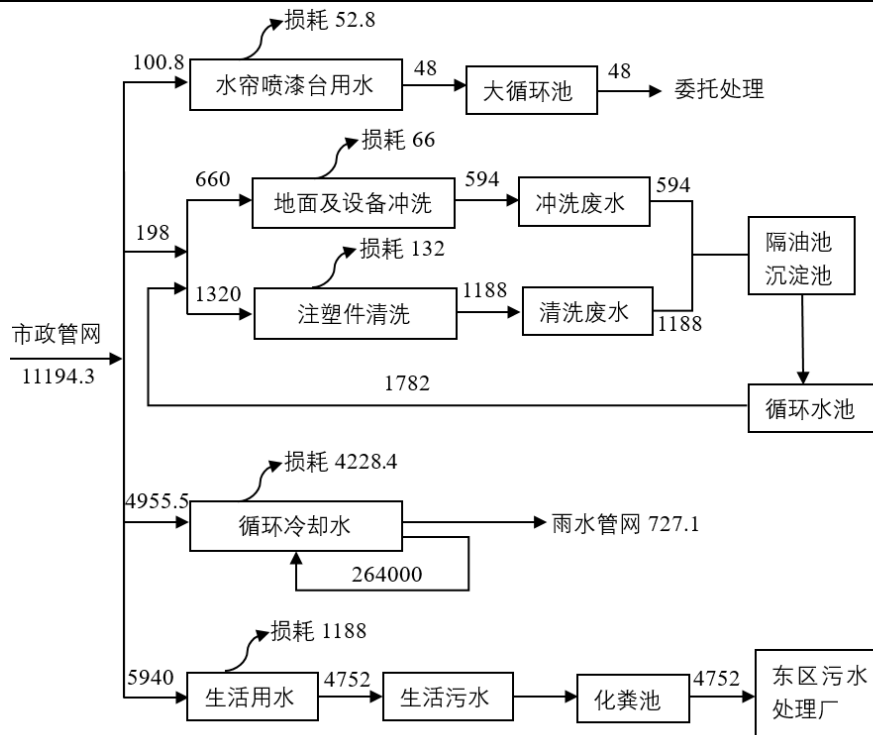 损耗 52.8
100.8
水帘喷漆台用水
48
大循环池
48
委托处理
损耗 66
660
地面及设备冲洗
594
冲洗废水
594
198
隔油池
沉淀池
损耗 132
1320
注塑件清洗
1188
清洗废水
1188
市政管网
11194.3
1782
循环水池
损耗 4228.4
4955.5
循环冷却水
雨水管网 727.1
264000
损耗 1188
5940
生活用水
4752
生活污水
化粪池
4752
东区污水
处理厂